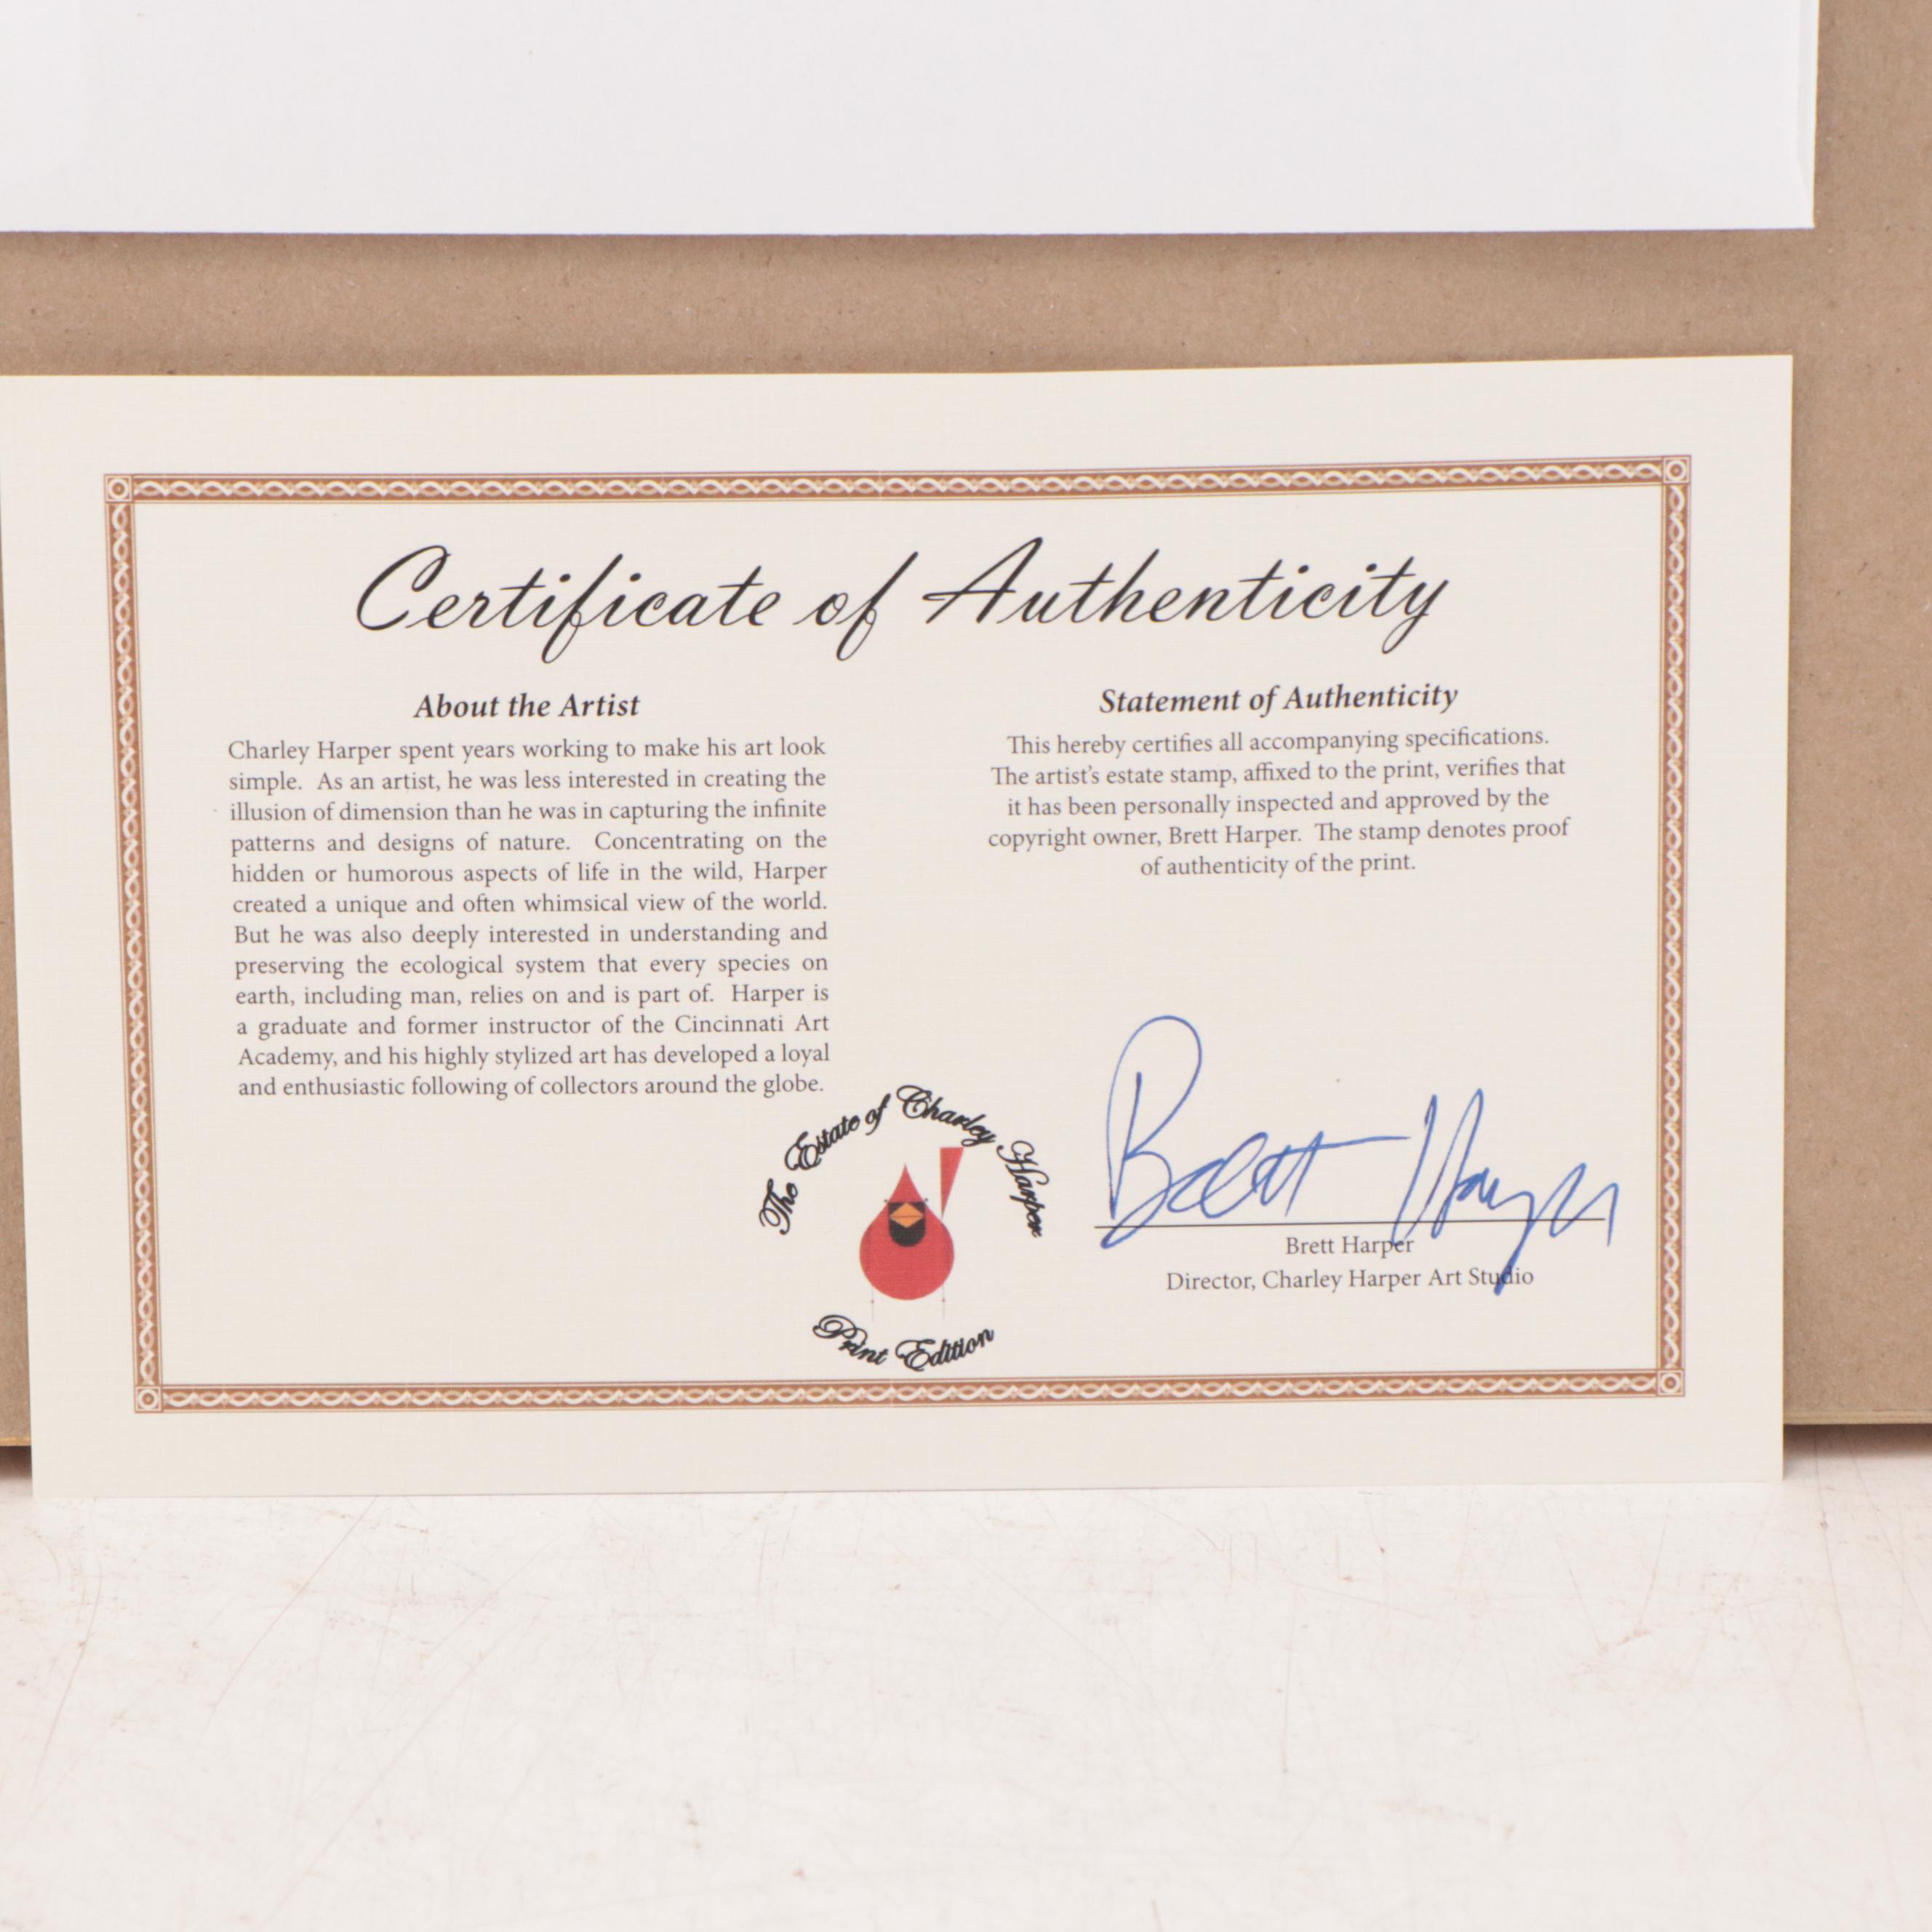 Certificate of Authenticity
About the Artist
Charley Harper spent years working to make his art look
simple. As an artist, he was less interested in creating the
illusion of dimension than he was in capturing the infinite
patterns and designs of nature. Concentrating on the
hidden or humorous aspects of life in the wild, Harper
created a unique and often whimsical view of the world.
But he was also deeply interested in understanding and
preserving the ecological system that every species on
earth, including man, relies on and is part of. Harper is
a graduate and former instructor of the Cincinnati Art
Academy, and his highly stylized art has developed a loyal
and enthusiastic following of collectors around the globe.
Statement of Authenticity
This hereby certifies all accompanying specifications.
The artist's estate stamp, affixed to the print, verifies that
it has been personally inspected and approved by the
copyright owner, Brett Harper. The stamp denotes proof
of authenticity of the print.
The Estate of Charley Harper
Print Edition
Brett Harper
Brett Harper
Director, Charley Harper Art Studio